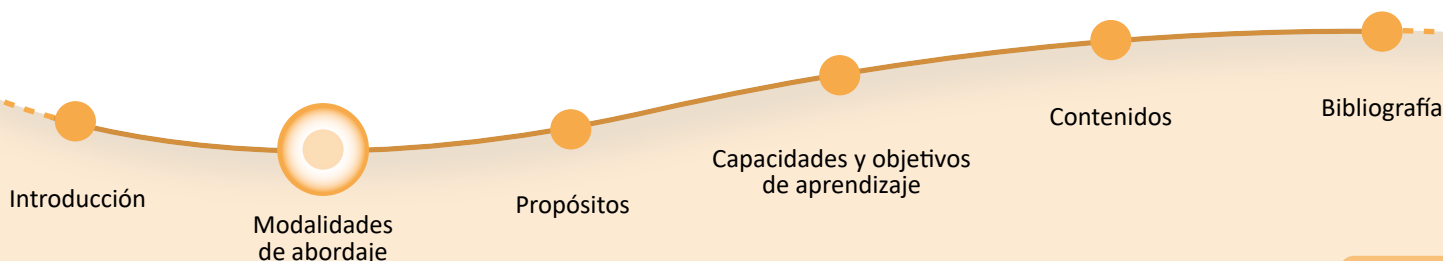 Introducción
Modalidades
de abordaje
Propósitos
Capacidades y objetivos
de aprendizaje
Contenidos
Bibliografía